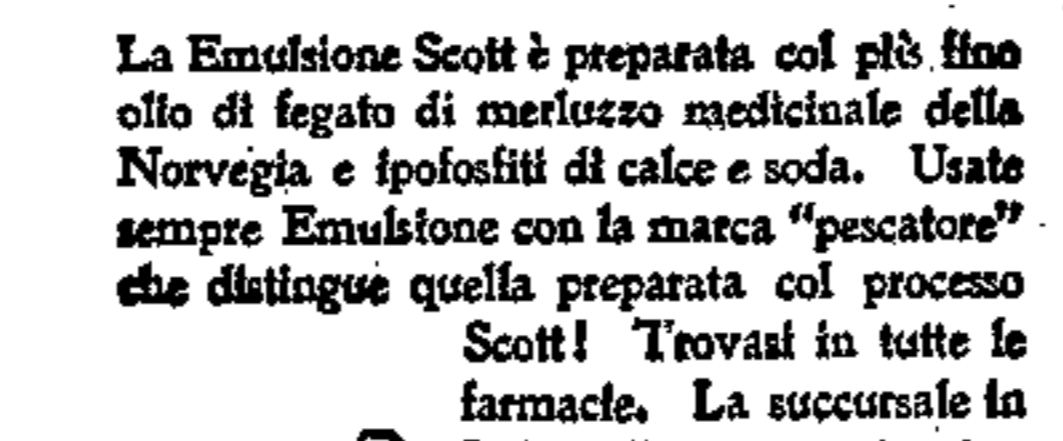 La Emulsione Scott è preparata col più fino
olio di fegato di merluzzo medicinale della
Norvegia e ipofosfiti di calce e soda. Usate
sempre Emulsione con la marca “pescatore”
che distingue quella preparata col processo
Scott! Trovasi in tutte le
farmacie. La succursale in